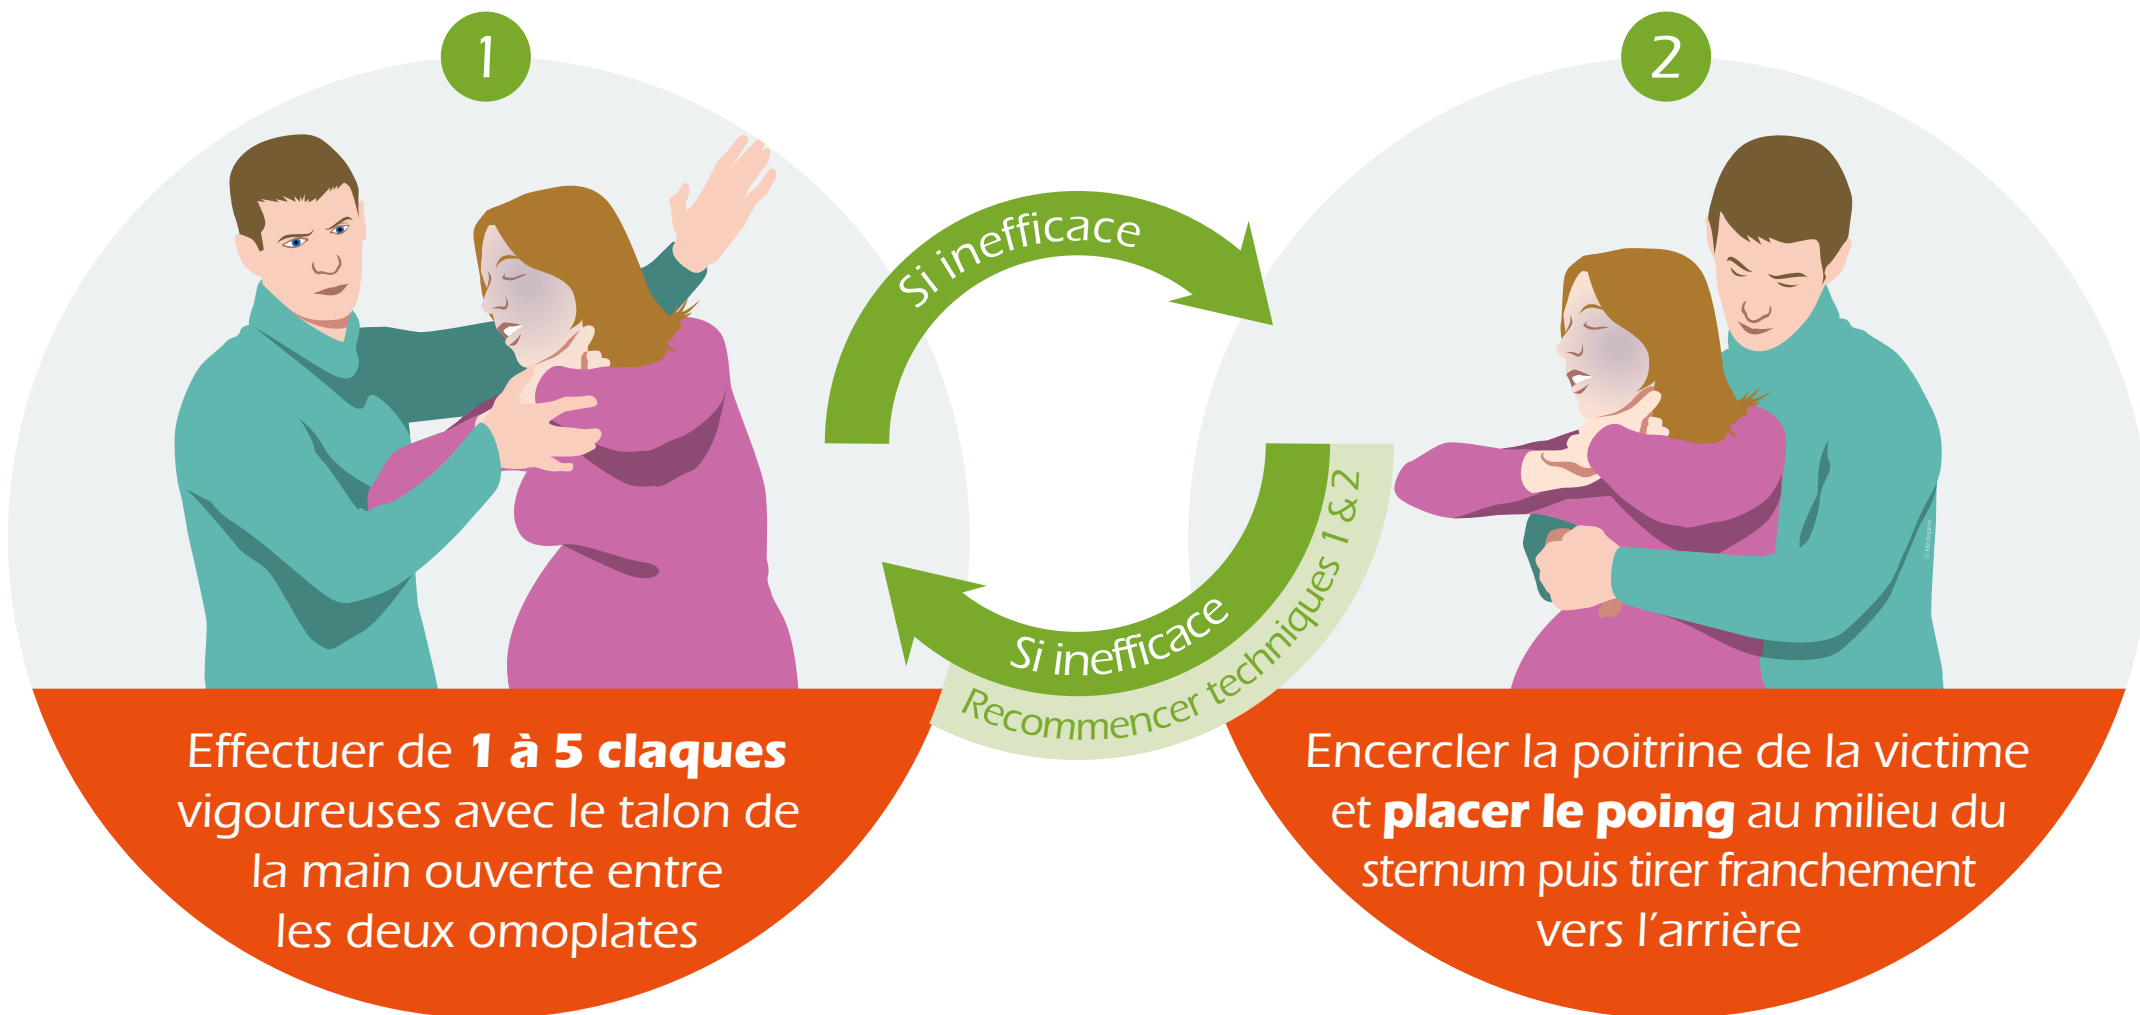 1
Effectuer de 1 à 5 claques
vigoureuses avec le talon de
la main ouverte entre
les deux omoplates
Si inefficace
2
Encercler la poitrine de la victime
et placer le poing au milieu du
sternum puis tirer franchement
vers l'arrière
Si inefficace
Recommencer techniques 1 & 2